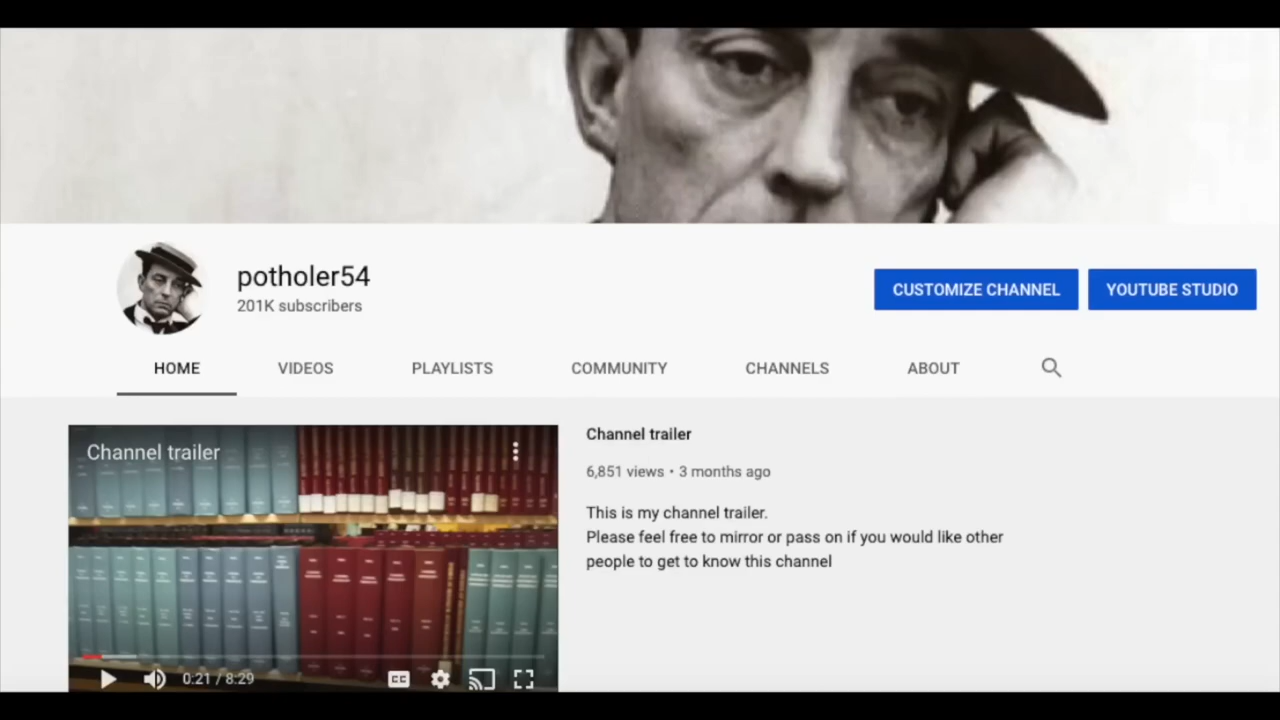 potholer54
201K subscribers
CUSTOMIZE CHANNEL
YOUTUBE STUDIO
HOME
VIDEOS
PLAYLISTS
COMMUNITY
CHANNELS
ABOUT
Channel trailer
Channel trailer
6,851 views • 3 months ago
This is my channel trailer.
Please feel free to mirror or pass on if you would like other
people to get to know this channel
0:21 / 8:29
CC